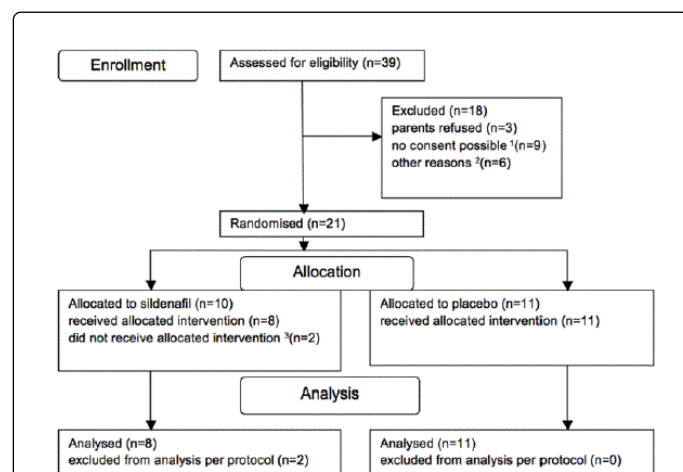 Enrollment
Assessed for eligibility (n=39)
Excluded (n=18)
parents refused (n=3)
no consent possible ¹(n=9)
other reasons ²(n=6)
Randomised (n=21)
Allocation
Allocated to sildenafil (n=10)
received allocated intervention (n=8)
did not receive allocated intervention ³(n=2)
Allocated to placebo (n=11)
received allocated intervention (n=11)
Analysis
Analysed (n=8)
excluded from analysis per protocol (n=2)
Analysed (n=11)
excluded from analysis per protocol (n=0)